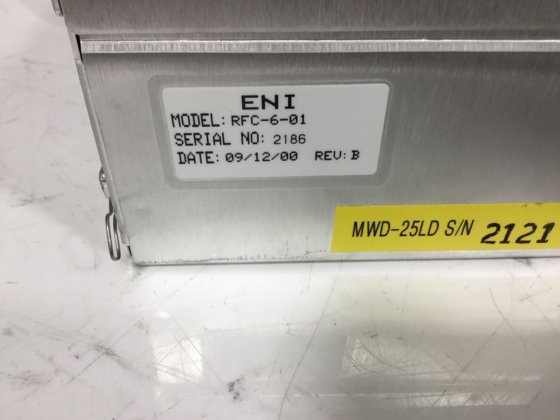 ENI
MODEL: RFC-6-01
SERIAL NO: 2186
DATE: 09/12/00 REV: B
MWD-25LD S/N 2121